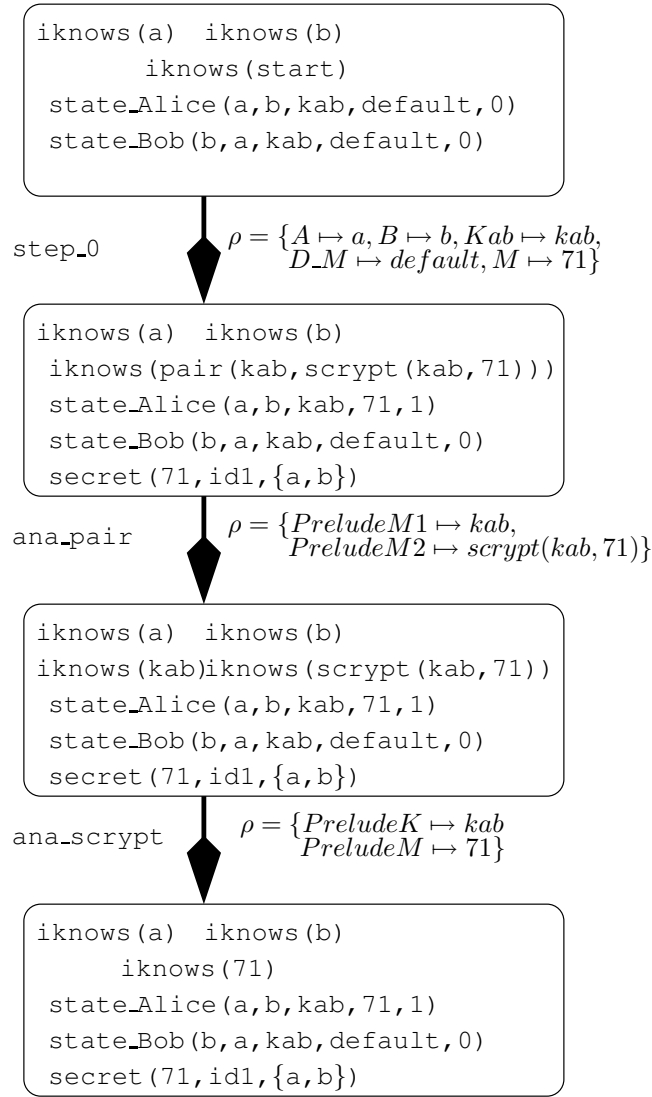 iknows(a) iknows(b)
iknows(start)
state_Alice(a,b,kab,default,0)
state_Bob(b,a,kab,default,0)
step_0
ρ = {A ↦ a, B ↦ b, Kab ↦ kab,
D_M ↦ default, M ↦ 71}
iknows(a) iknows(b)
iknows(pair(kab,scrypt(kab,71)))
state_Alice(a,b,kab,71,1)
state_Bob(b,a,kab,default,0)
secret(71,id1,{a,b})
ana_pair
ρ = {PreludeM1 ↦ kab,
PreludeM2 ↦ scrypt(kab, 71)}
iknows(a) iknows(b)
iknows(kab)iknows(scrypt(kab,71))
state_Alice(a,b,kab,71,1)
state_Bob(b,a,kab,default,0)
secret(71,id1,{a,b})
ana_scrypt
ρ = {PreludeK ↦ kab
PreludeM ↦ 71}
iknows(a) iknows(b)
iknows(71)
state_Alice(a,b,kab,71,1)
state_Bob(b,a,kab,default,0)
secret(71,id1,{a,b})